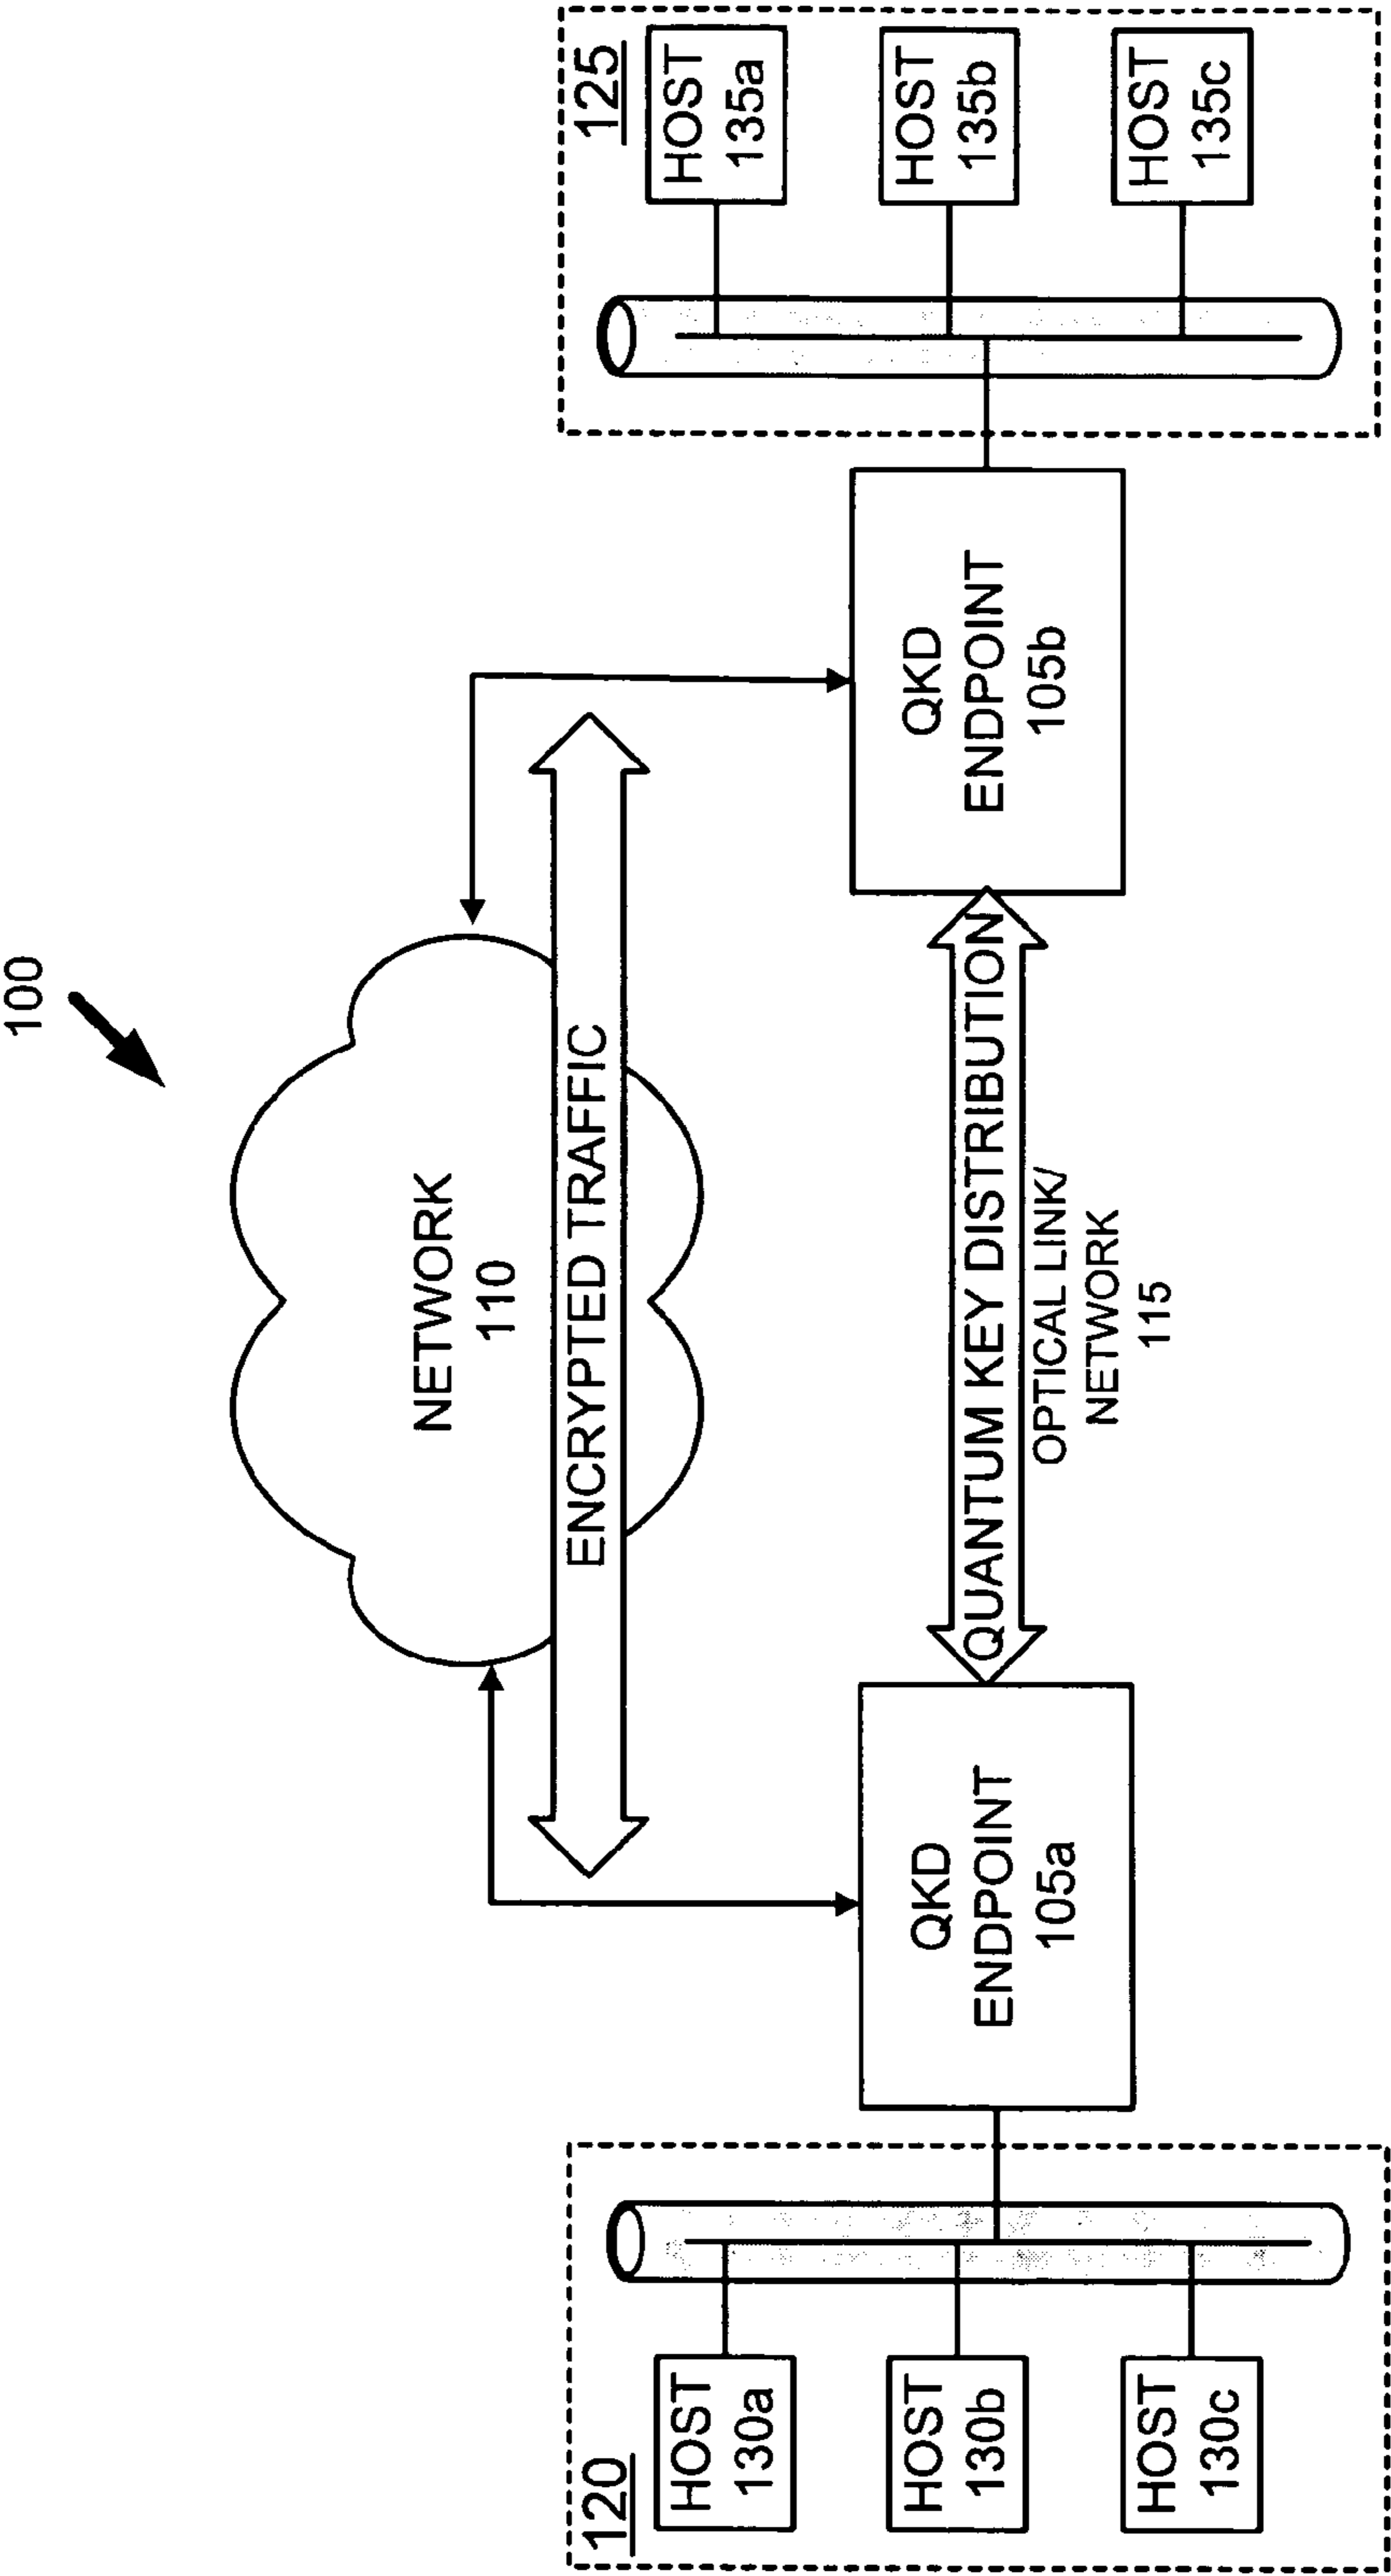 100
NETWORK
110
ENCRYPTED TRAFFIC
120
HOST
130a
HOST
130b
HOST
130c
QKD
ENDPOINT
105a
QUANTUM KEY DISTRIBUTION
OPTICAL LINK/
NETWORK
115
QKD
ENDPOINT
105b
125
HOST
135a
HOST
135b
HOST
135c